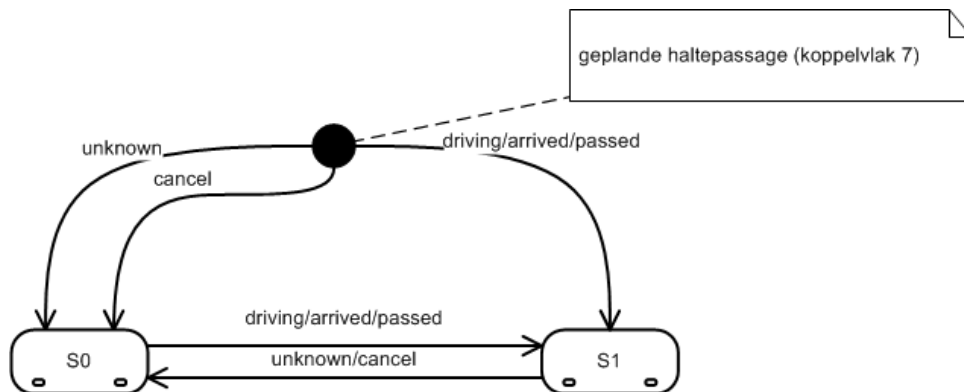 geplande haltepassage (koppelvlak 7)
unknown
driving/arrived/passed
cancel
driving/arrived/passed
S0
unknown/cancel
S1